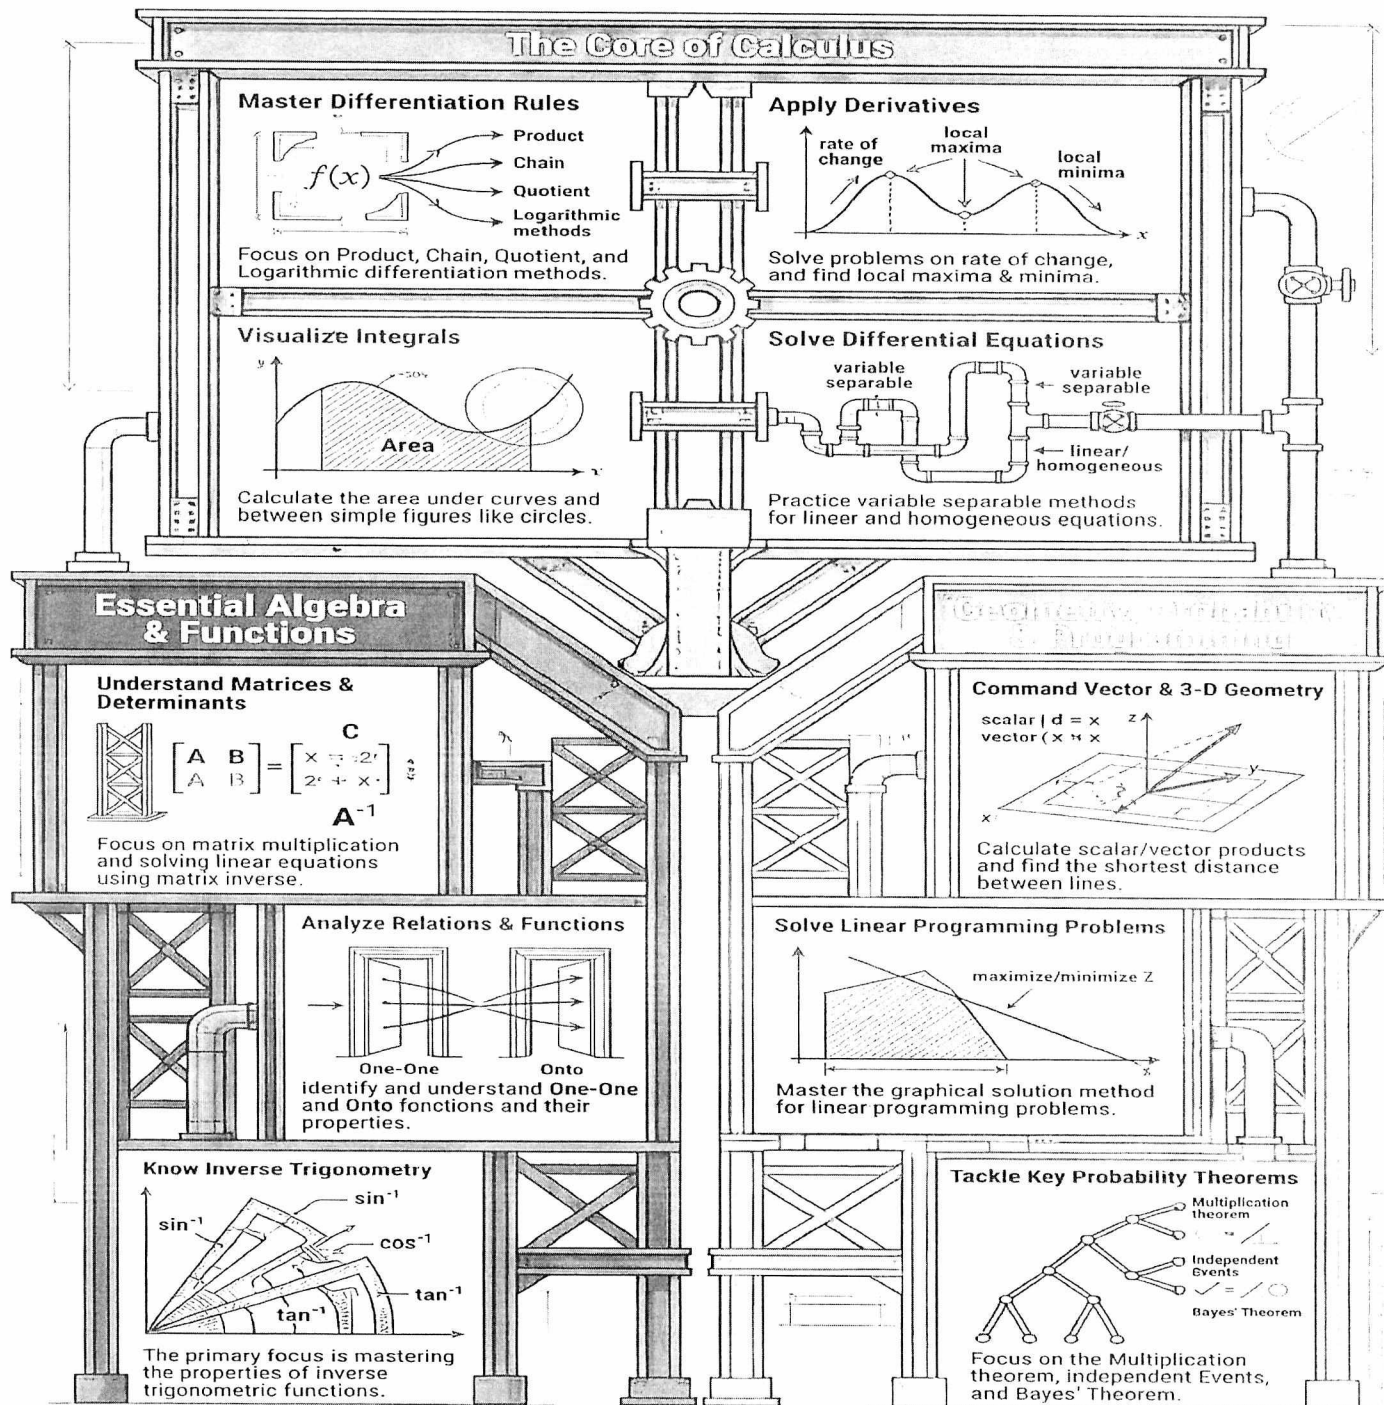 The Core of Calculus
Master Differentiation Rules
f(x)
Product
Chain
Quotient
Logarithmic
methods
Focus on Product, Chain, Quotient, and
Logarithmic differentiation methods.
Apply Derivatives
rate of
change
local
maxima
local
minima
x
Solve problems on rate of change,
and find local maxima & minima.
Visualize Integrals
y
Area
Calculate the area under curves and
between simple figures like circles.
Solve Differential Equations
variable
separable
variable
separable
linear/
homogeneous
Practice variable separable methods
for lineer and homogeneous equations.
Essential Algebra
& Functions
Understand Matrices &
Determinants
C
A B
A B
=
A⁻¹
Focus on matrix multiplication
and solving linear equations
using matrix inverse.
Analyze Relations & Functions
One-One
Onto
identify and understand One-One
and Onto fonctions and their
properties.
Know Inverse Trigonometry
sin⁻¹
sin⁻¹
cos⁻¹
tan⁻¹
tan⁻¹
The primary focus is mastering
the properties of inverse
trigonometric functions.
Command Vector & 3-D Geometry
scalar | d = x
vector
z
y
x
Calculate scalar/vector products
and find the shortest distance
between lines.
Solve Linear Programming Problems
maximize/minimize Z
x
Master the graphical solution method
for linear programming problems.
Tackle Key Probability Theorems
Multiplication
theorem
Independent
Events
Bayes' Theorem
Focus on the Multiplication
theorem, independent Events,
and Bayes' Theorem.